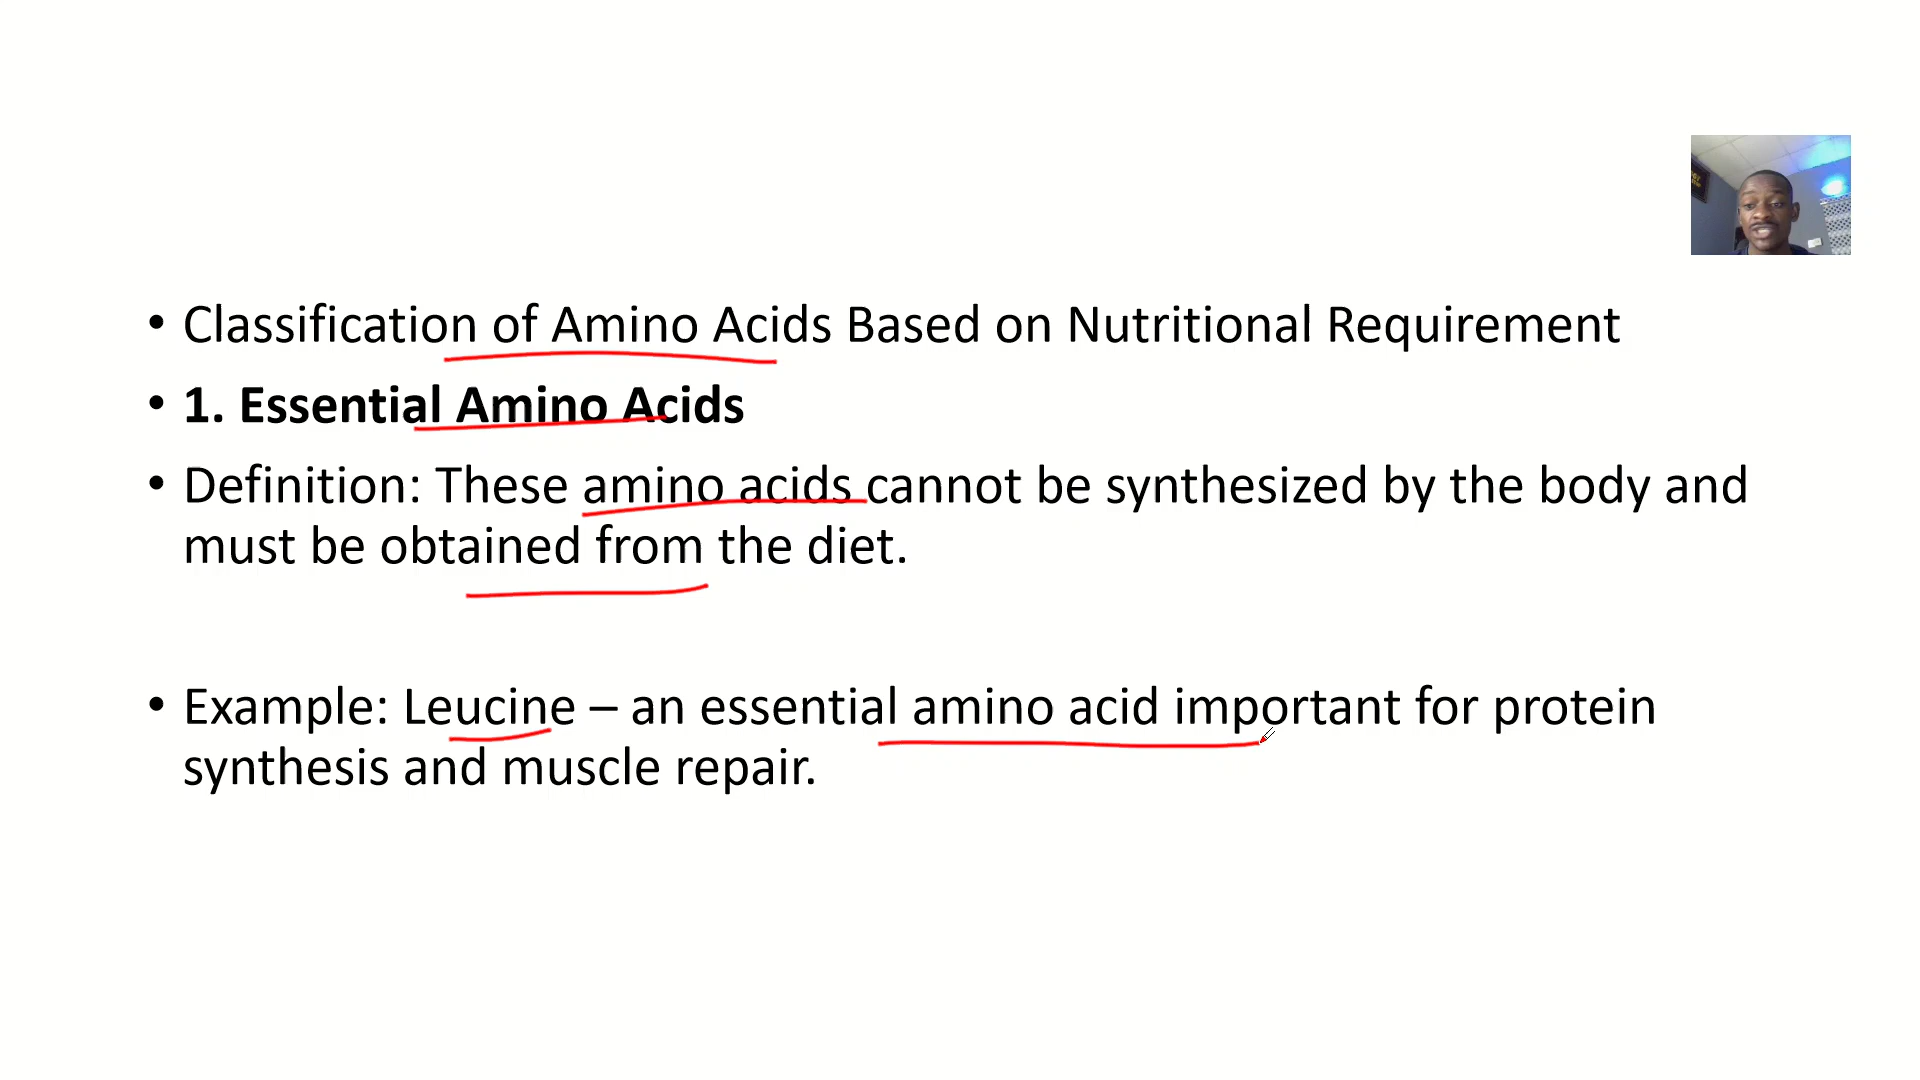 • Classification of Amino Acids Based on Nutritional Requirement
• 1. Essential Amino Acids
• Definition: These amino acids cannot be synthesized by the body and
must be obtained from the diet.
• Example: Leucine – an essential amino acid important for protein
synthesis and muscle repair.